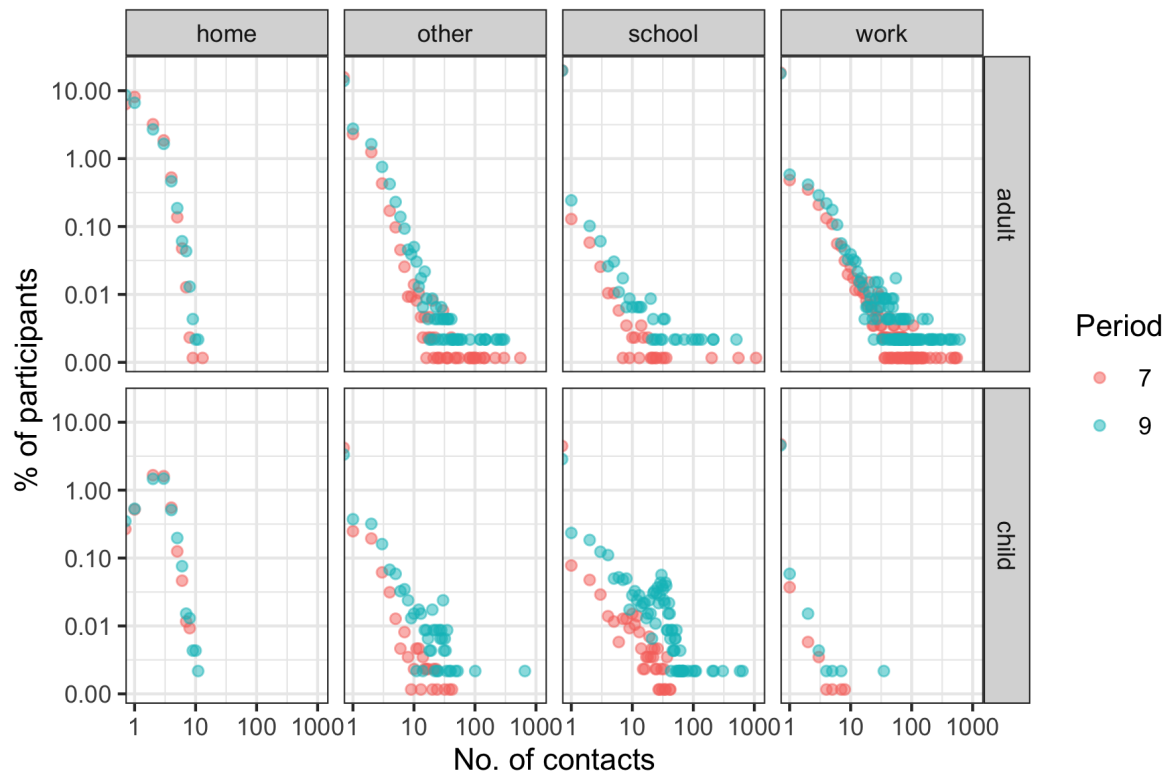 home other school work
10.00
1.00
0.10
0.01
0.00
adult
10.00
1.00
0.10
0.01
0.00
child
1 10 100 1000 1 10 100 1000 1 10 100 1000 1 10 100 1000
No. of contacts
% of participants
Period
7
9